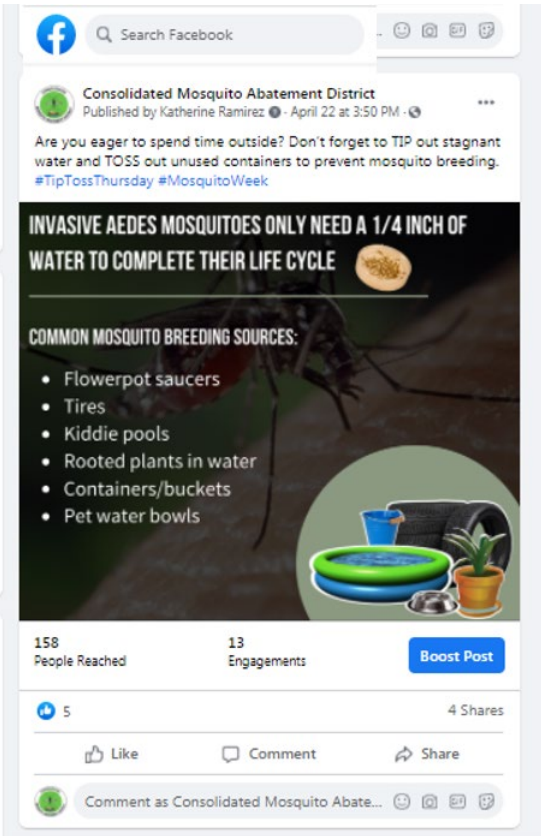 Search Facebook
Consolidated Mosquito Abatement District
Published by Katherine Ramirez · April 22 at 3:50 PM ·
Are you eager to spend time outside? Don't forget to TIP out stagnant
water and TOSS out unused containers to prevent mosquito breeding.
#TipTossThursday #MosquitoWeek
INVASIVE AEDES MOSQUITOES ONLY NEED A 1/4 INCH OF
WATER TO COMPLETE THEIR LIFE CYCLE
COMMON MOSQUITO BREEDING SOURCES:
• Flowerpot saucers
• Tires
• Kiddie pools
• Rooted plants in water
• Containers/buckets
• Pet water bowls
158 13
People Reached Engagements Boost Post
5 4 Shares
Like Comment Share
Comment as Consolidated Mosquito Abate...